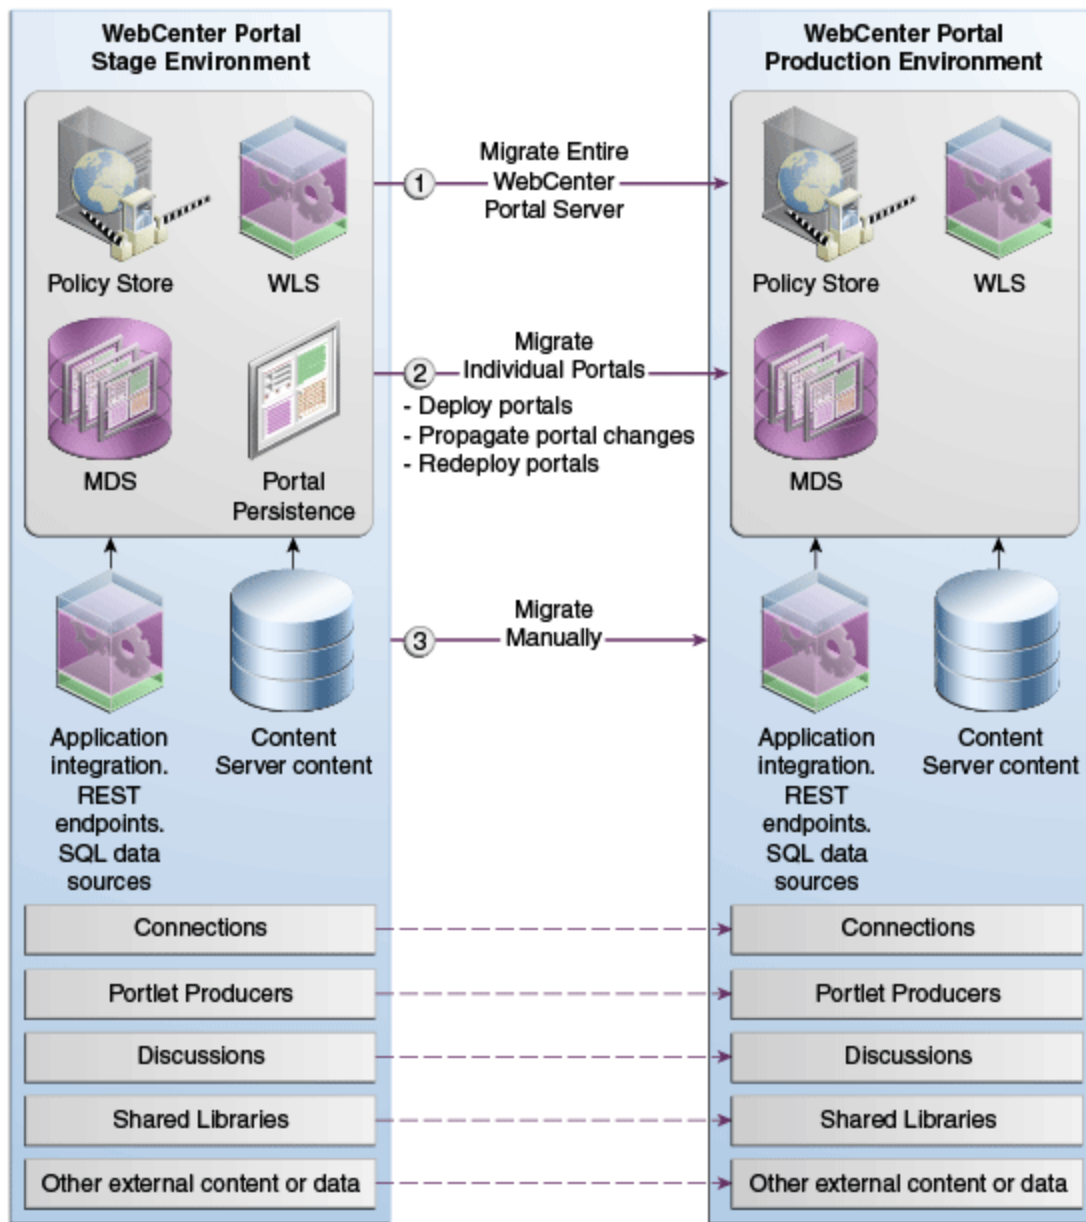 WebCenter Portal
Stage Environment
Policy Store
WLS
MDS
Portal
Persistence
Application
integration.
REST
endpoints.
SQL data
sources
Content
Server content
Connections
Portlet Producers
Discussions
Shared Libraries
Other external content or data
1
Migrate Entire
WebCenter
Portal Server
2
Migrate
Individual Portals
- Deploy portals
- Propagate portal changes
- Redeploy portals
3
Migrate
Manually
WebCenter Portal
Production Environment
Policy Store
WLS
MDS
Application
integration.
REST
endpoints.
SQL data
sources
Content
Server content
Connections
Portlet Producers
Discussions
Shared Libraries
Other external content or data